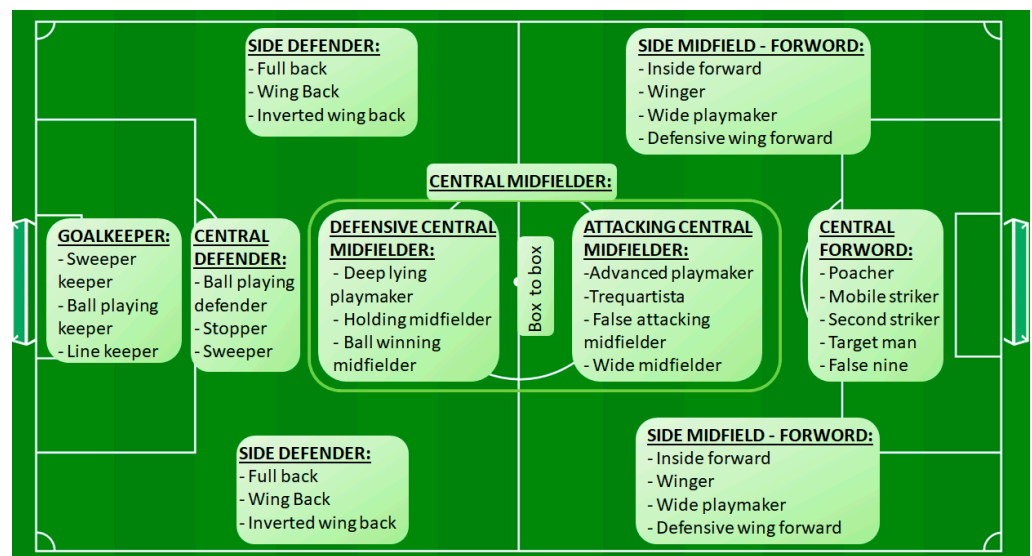 SIDE DEFENDER:
- Full back
- Wing Back
- Inverted wing back
SIDE MIDFIELD - FORWORD:
- Inside forward
- Winger
- Wide playmaker
- Defensive wing forward
CENTRAL MIDFIELDER:
GOALKEEPER:
- Sweeper
keeper
- Ball playing
keeper
- Line keeper
CENTRAL
DEFENDER:
- Ball playing
defender
- Stopper
- Sweeper
DEFENSIVE CENTRAL
MIDFIELDER:
- Deep lying
playmaker
- Holding midfielder
- Ball winning
midfielder
Box to box
ATTACKING CENTRAL
MIDFIELDER:
-Advanced playmaker
-Trequartista
- False attacking
midfielder
- Wide midfielder
CENTRAL
FORWARD:
- Poacher
- Mobile striker
- Second striker
- Target man
- False nine
SIDE DEFENDER:
- Full back
- Wing Back
- Inverted wing back
SIDE MIDFIELD - FORWORD:
- Inside forward
- Winger
- Wide playmaker
- Defensive wing forward